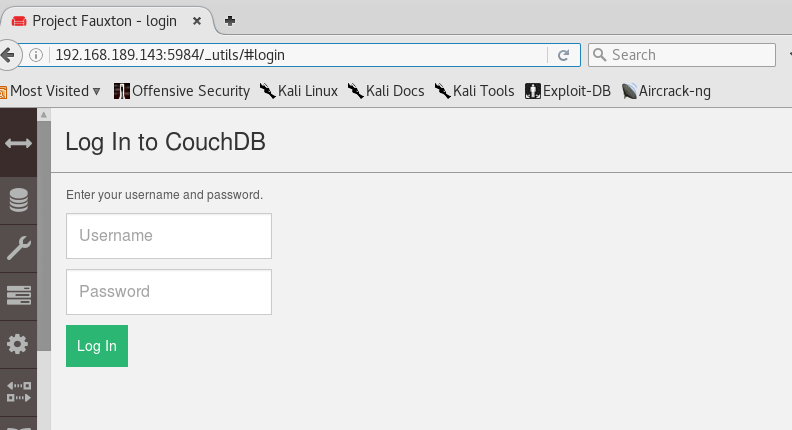 Project Fauxton - login
192.168.189.143:5984/_utils/#login
Search
Most Visited Offensive Security Kali Linux Kali Docs Kali Tools Exploit-DB Aircrack-ng
Log In to CouchDB
Enter your username and password.
Username
Password
Log In